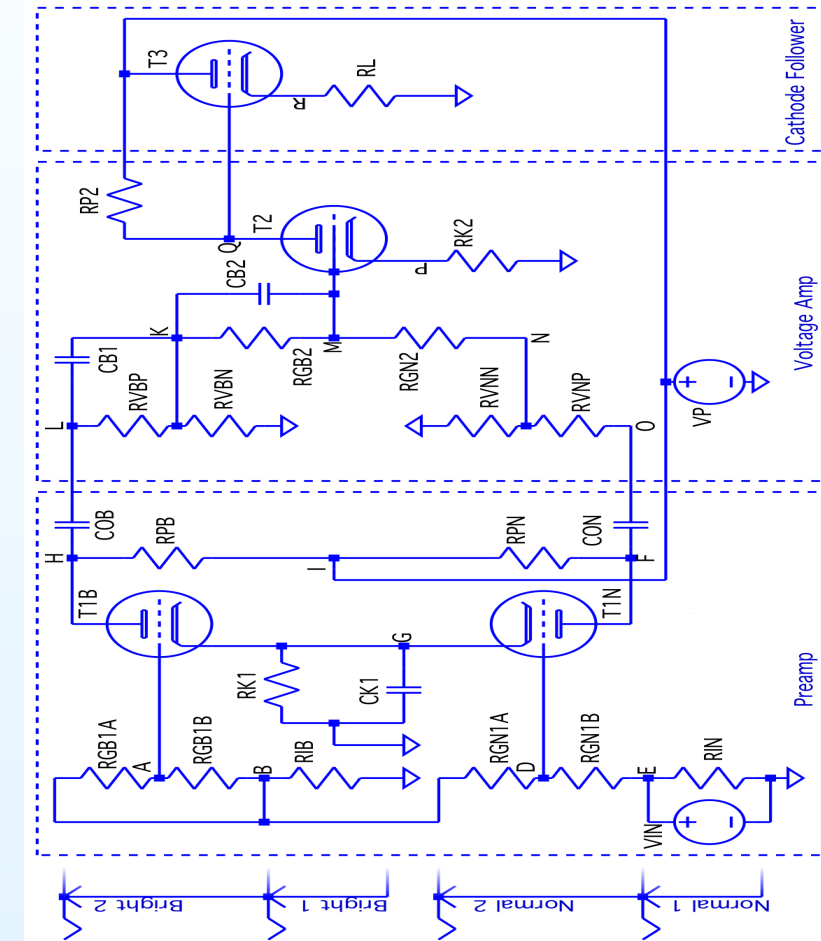 Cathode Follower
T3
RL
R
RP2
T2
Q
CB2
RK2
P
K
M
CB1
RVBP
RVBN
RGB2
RGN2
RVNN
RVNP
N
L
O
VP
Voltage Amp
COB
RPB
RPN
CON
H
I
F
T1B
T1N
G
RK1
CK1
Preamp
RGB1A
A
RGB1B
B
RIB
RGN1A
D
RGN1B
E
RIN
VIN
Bright 2
Bright 1
Normal 2
Normal 1